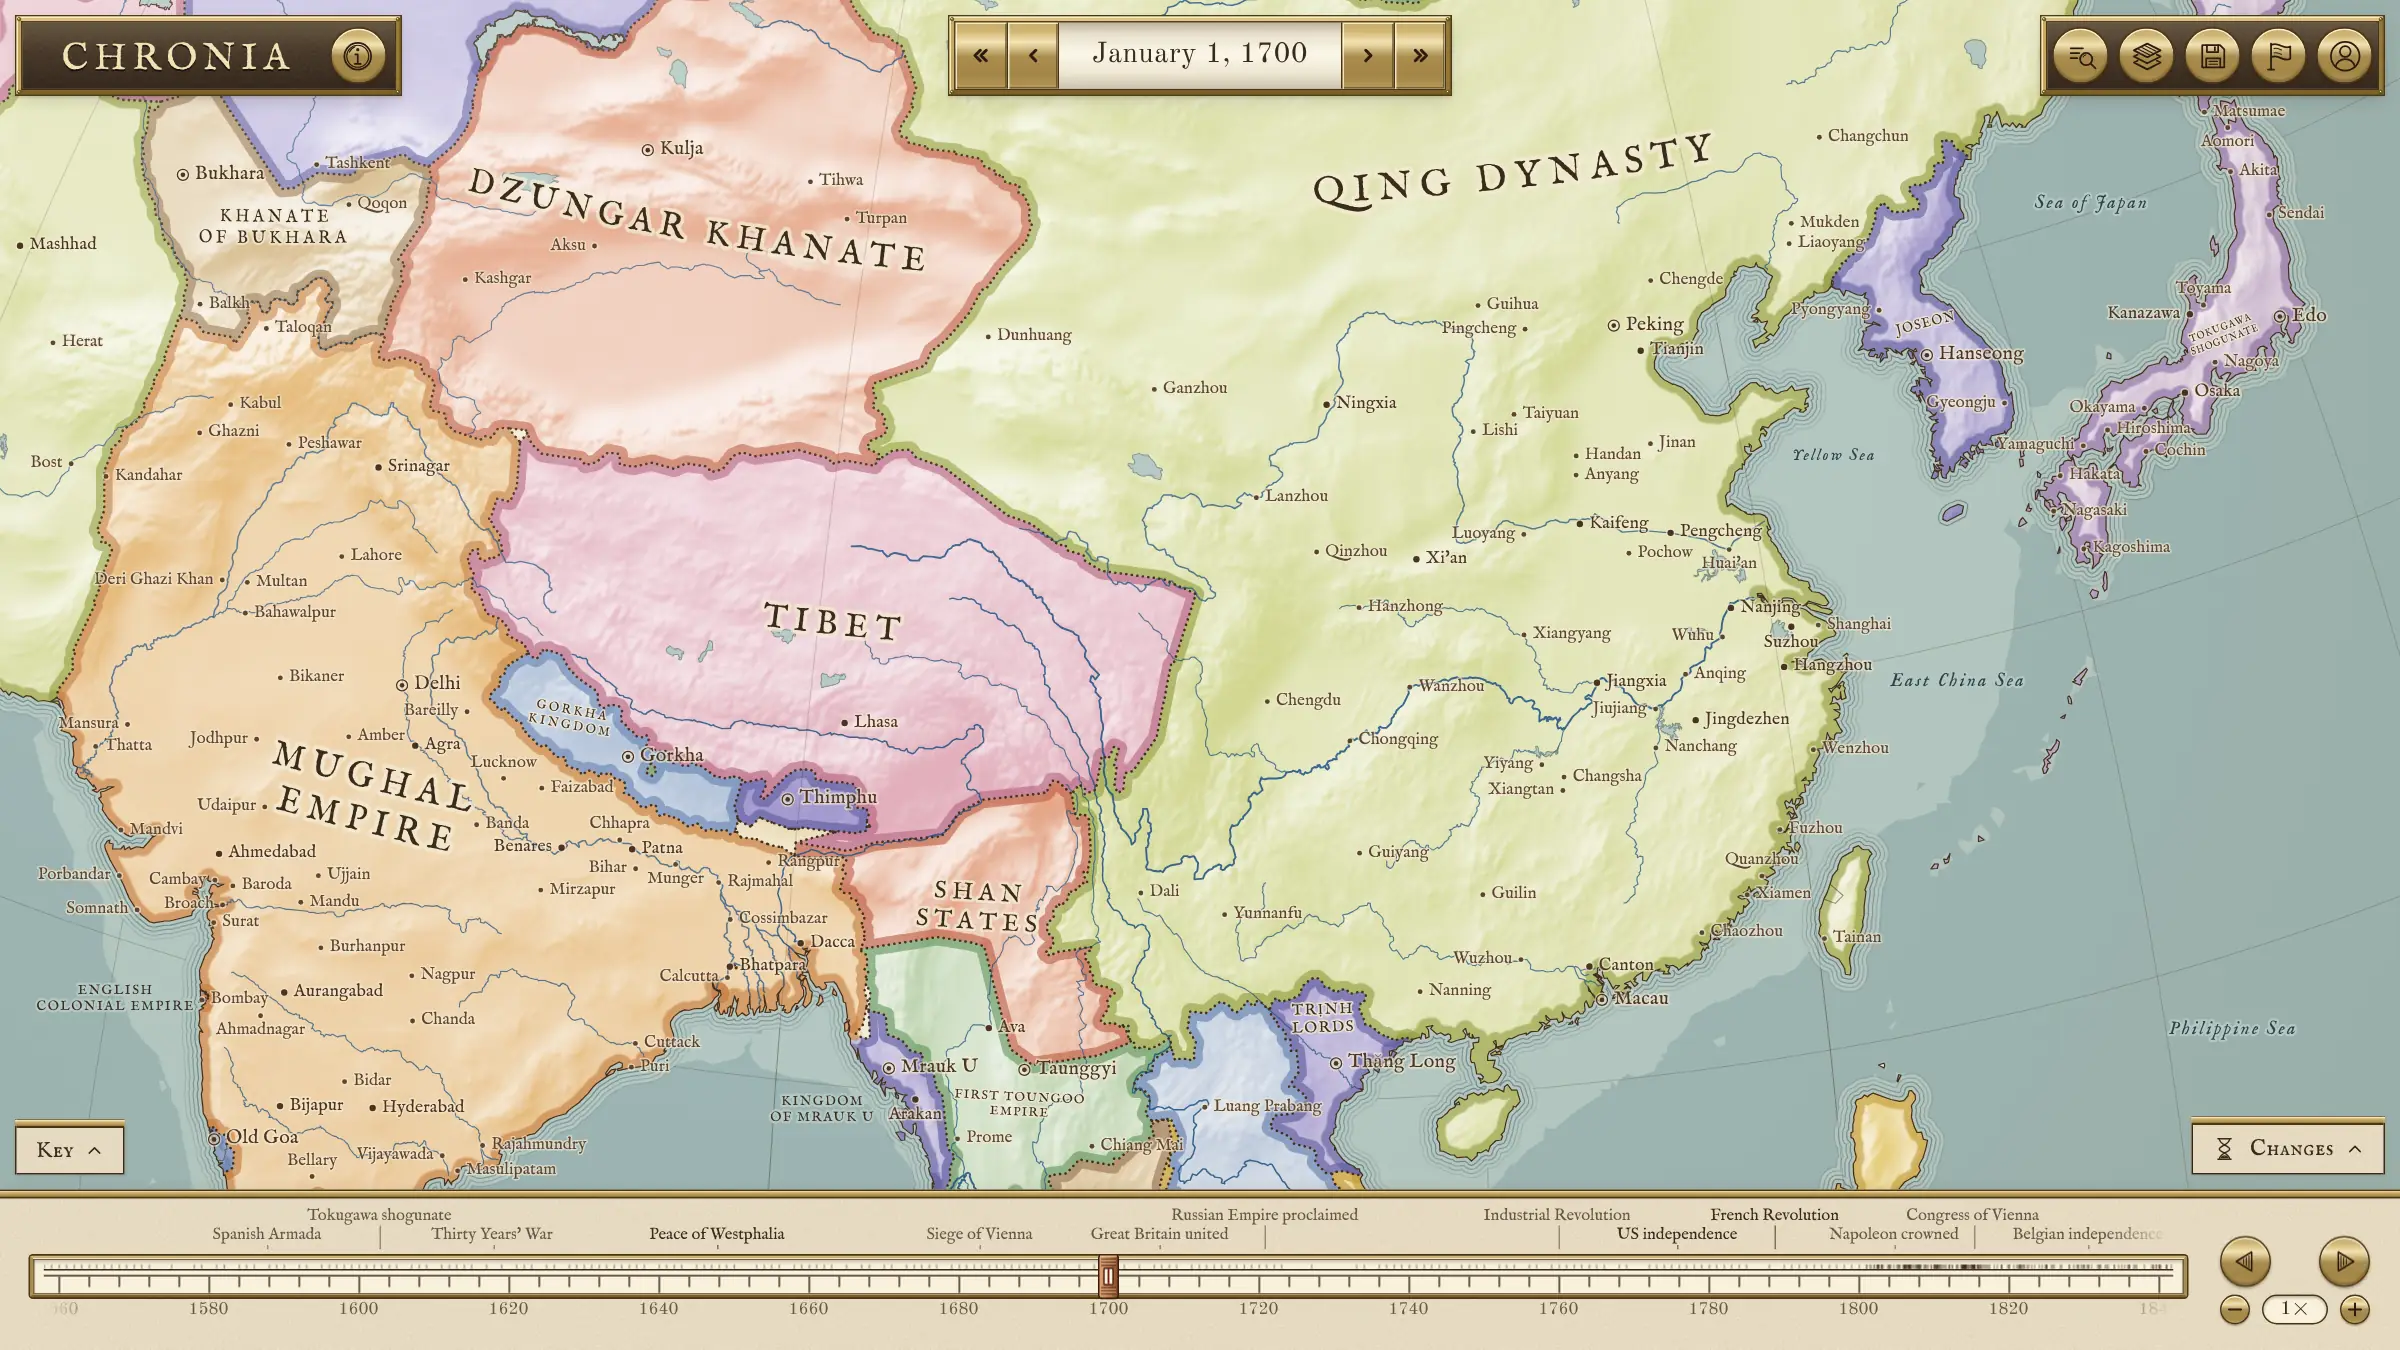 CHRONIA
January 1, 1700
Matsumae
Aomori
Akita
Sendai
Changchun
Sea of Japan
QING DYNASTY
Kulja
Tihwa
Turpan
DZUNGAR KHANATE
Aksu
Kashgar
Bukhara
Tashkent
Qoqon
KHANATE
OF BUKHARA
Mashhad
Balkh
Taloqan
Herat
Mukden
Liaoyang
Chengde
Guihua
Pingcheng
Peking
Tianjin
Dunhuang
Ganzhou
Ningxia
Taiyuan
Lishi
Jinan
Handan
Anyang
Pyongyang
JOSEON
Hanseong
Gyeongju
Toyama
Kanazawa
Edo
TOKUGAWA
SHOGUNATE
Nagoya
Osaka
Okayama
Hiroshima
Yamaguchi
Cochin
Hakata
Nagasaki
Kagoshima
Yellow Sea
Kabul
Ghazni
Peshawar
Srinagar
Bost
Kandahar
Lanzhou
Qinzhou
Xi'an
Luoyang
Kaifeng
Pengcheng
Pochow
Huai'an
Lahore
Deri Ghazi Khan
Multan
Bahawalpur
TIBET
Lhasa
Hanzhong
Xiangyang
Nanjing
Wuhu
Suzhou
Shanghai
Hangzhou
Anqing
East China Sea
Bikaner
Delhi
Bareilly
GORKHA
KINGDOM
Gorkha
Thimphu
Chengdu
Wanzhou
Jiangxia
Jiujiang
Jingdezhen
Chongqing
Nanchang
Wenzhou
Yiyang
Changsha
Xiangtan
Mansura
Thatta
Jodhpur
Amber
Agra
Lucknow
Faizabad
MUGHAL
EMPIRE
Udaipur
Banda
Chhapra
Benares
Patna
Bihar
Munger
Rangpur
Rajmahal
Mirzapur
Mandvi
Ahmedabad
Porbandar
Cambay
Baroda
Ujjain
Broach
Mandu
Somnath
Surat
SHAN
STATES
Dali
Yunnanfu
Guiyang
Guilin
Fuzhou
Quanzhou
Xiamen
Chaozhou
Tainan
Cossimbazar
Dacca
Bhatpara
Calcutta
Burhanpur
Nagpur
Wuzhou
Canton
Macau
Nanning
ENGLISH
COLONIAL EMPIRE
Bombay
Aurangabad
Ahmadnagar
Chanda
Ava
TRỊNH
LORDS
Thăng Long
Philippine Sea
Cuttack
Puri
Mrauk U
Taunggyi
FIRST TOUNGOO
EMPIRE
Bidar
Bijapur
Hyderabad
KINGDOM
OF MRAUK U
Arakan
Luang Prabang
Prome
Chiang Mai
Old Goa
Bellary
Vijayawada
Rajahmundry
Masulipatam
KEY
CHANGES
Tokugawa shogunate
Russian Empire proclaimed
Industrial Revolution
French Revolution
Congress of Vienna
Spanish Armada
Thirty Years' War
Peace of Westphalia
Siege of Vienna
Great Britain united
US independence
Napoleon crowned
Belgian independence
1580
1600
1620
1640
1660
1680
1700
1720
1740
1760
1780
1800
1820
1×